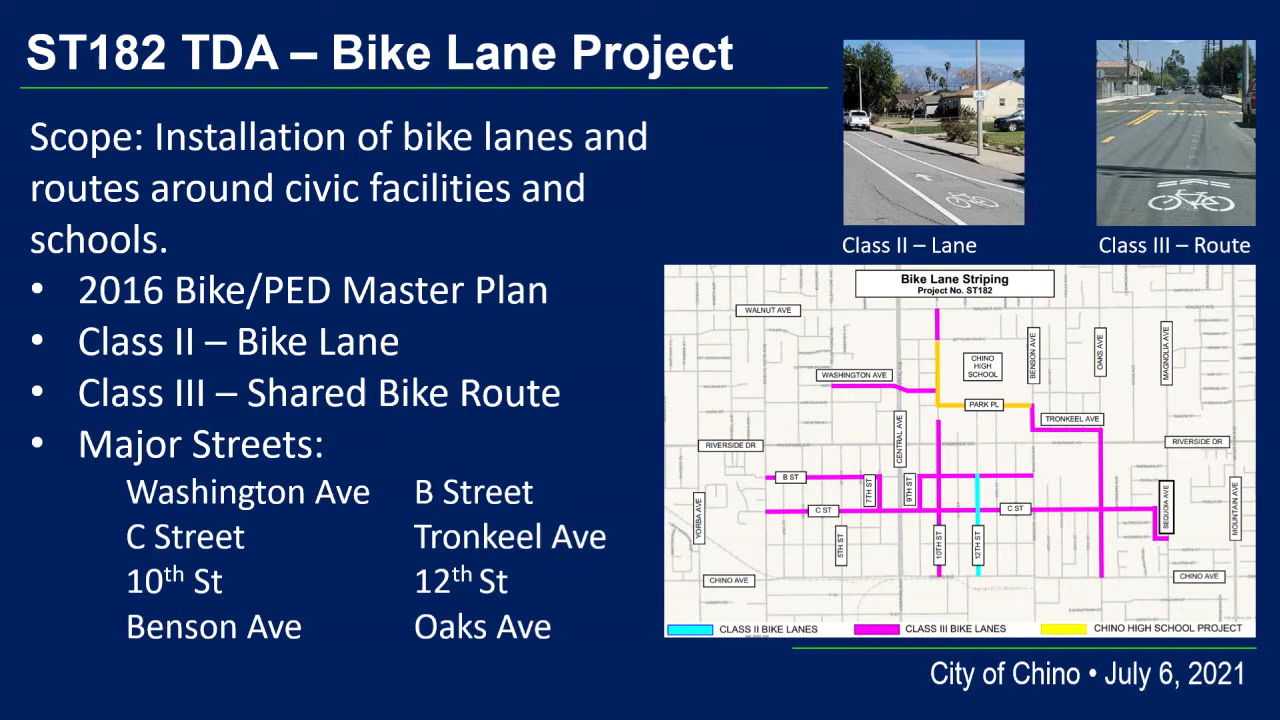 ST182 TDA – Bike Lane Project
Scope: Installation of bike lanes and
routes around civic facilities and
schools.
• 2016 Bike/PED Master Plan
• Class II – Bike Lane
• Class III – Shared Bike Route
• Major Streets:
Washington Ave B Street
C Street Tronkeel Ave
10th St 12th St
Benson Ave Oaks Ave
Class II – Lane
Class III – Route
Bike Lane Striping
Project No. ST182
WALNUT AVE
CHINO
HIGH
SCHOOL
BENSON AVE
OAKS AVE
MAGNOLIA AVE
WASHINGTON AVE
PARK PL
TRONKEEL AVE
CENTRAL AVE
RIVERSIDE DR
RIVERSIDE DR
B ST
7TH ST
9TH ST
C ST
C ST
SEQUOIA AVE
MOUNTAIN AVE
YORBA AVE
5TH ST
10TH ST
12TH ST
CHINO AVE
CHINO AVE
CLASS II BIKE LANES
CLASS III BIKE LANES
CHINO HIGH SCHOOL PROJECT
City of Chino • July 6, 2021